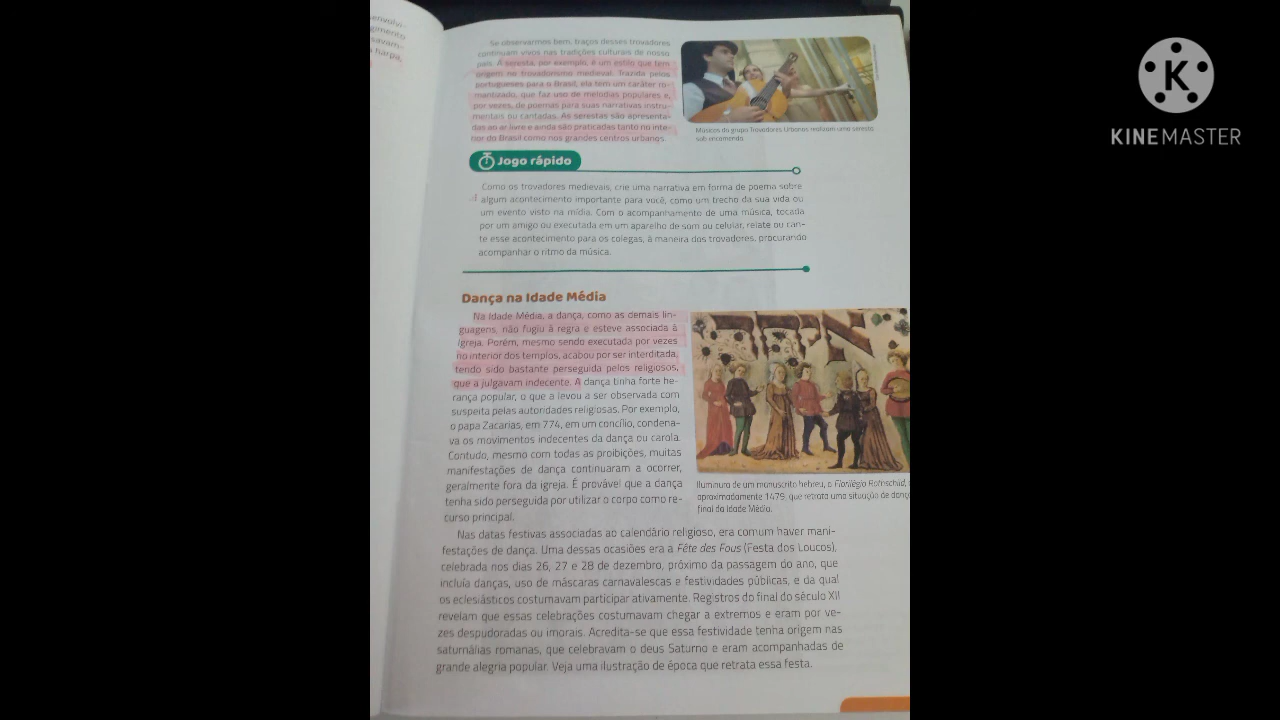 envolvi-
gimento
savam-
harpa,
Se observarmos bem, traços desses trovadores
continuam vivos nas tradições culturais de nosso
país. A seresta, por exemplo, é um estilo que tem
origem no trovadorismo medieval. Trazida pelos
portugueses para o Brasil, ela tem um caráter ro-
mantizado, que faz uso de melodias populares e,
por vezes, de poemas para suas narrativas instru-
mentais ou cantadas. As serestas são apresenta-
das ao ar livre e ainda são praticadas tanto no inte-
rior do Brasil como nos grandes centros urbanos.
Músicos do grupo Trovadores Urbanos realizam uma seresta
sob encomenda.
Jogo rápido
Como os trovadores medievais, crie uma narrativa em forma de poema sobre
algum acontecimento importante para você, como um trecho da sua vida ou
um evento visto na mídia. Com o acompanhamento de uma música, tocada
por um amigo ou executada em um aparelho de som ou celular, relate ou can-
te esse acontecimento para os colegas, à maneira dos trovadores, procurando
acompanhar o ritmo da música.
Dança na Idade Média
Na Idade Média, a dança, como as demais lin-
guagens, não fugiu à regra e esteve associada à
Igreja. Porém, mesmo sendo executada por vezes
no interior dos templos, acabou por ser interditada,
tendo sido bastante perseguida pelos religiosos,
que a julgavam indecente. A dança tinha forte he-
rança popular, o que a levou a ser observada com
suspeita pelas autoridades religiosas. Por exemplo,
o papa Zacarias, em 774, em um concílio, condena-
va os movimentos indecentes da dança ou carola.
Contudo, mesmo com todas as proibições, muitas
manifestações de dança continuaram a ocorrer,
geralmente fora da igreja. É provável que a dança
tenha sido perseguida por utilizar o corpo como re-
curso principal.
Iluminura de um manuscrito hebreu, o Florilégio Rothschild,
aproximadamente 1479, que retrata uma situação de danç
final da Idade Média.
Nas datas festivas associadas ao calendário religioso, era comum haver mani-
festações de dança. Uma dessas ocasiões era a Fête des Fous (Festa dos Loucos),
celebrada nos dias 26, 27 e 28 de dezembro, próximo da passagem do ano, que
incluía danças, uso de máscaras carnavalescas e festividades públicas, e da qual
os eclesiásticos costumavam participar ativamente. Registros do final do século XII
revelam que essas celebrações costumavam chegar a extremos e eram por ve-
zes despudoradas ou imorais. Acredita-se que essa festividade tenha origem nas
saturnálias romanas, que celebravam o deus Saturno e eram acompanhadas de
grande alegria popular. Veja uma ilustração de época que retrata essa festa.
K
KINEMASTER